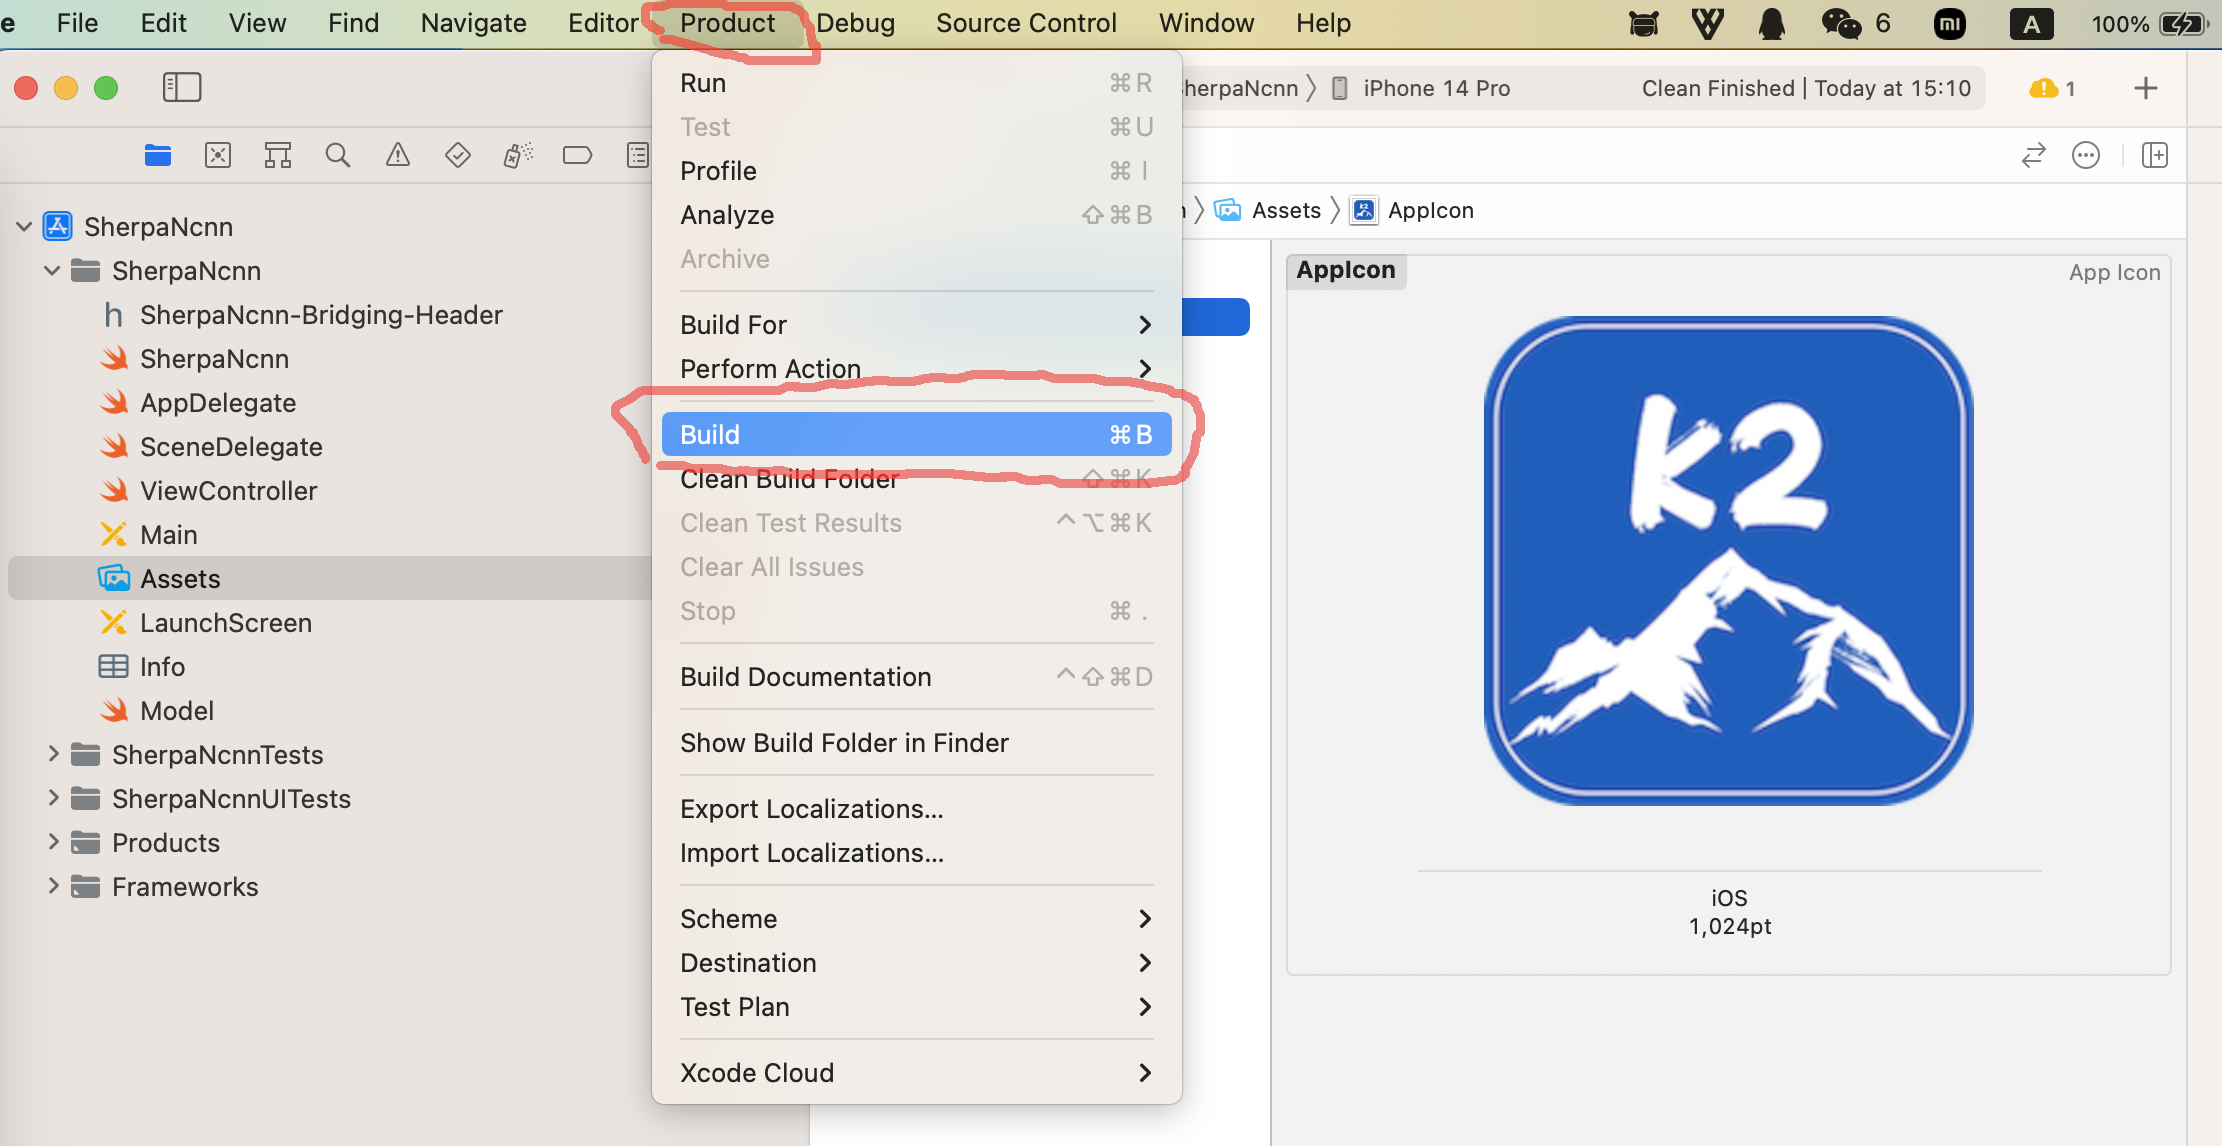 e File Edit View Find Navigate Editor Product Debug Source Control Window Help 6 mi A 100%
herpaNcnn iPhone 14 Pro Clean Finished | Today at 15:10 1
Assets AppIcon
SherpaNcnn
SherpaNcnn
h SherpaNcnn-Bridging-Header
SherpaNcnn
AppDelegate
SceneDelegate
ViewController
Main
Assets
LaunchScreen
Info
Model
SherpaNcnnTests
SherpaNcnnUITests
Products
Frameworks
Run ⌘R
Test ⌘U
Profile ⌘I
Analyze ⇧⌘B
Archive
Build For
Perform Action
Build ⌘B
Clean Build Folder ⇧⌘K
Clean Test Results ^⌥⌘K
Clear All Issues
Stop ⌘.
Build Documentation ^⇧⌘D
Show Build Folder in Finder
Export Localizations...
Import Localizations...
Scheme
Destination
Test Plan
Xcode Cloud
AppIcon App Icon
K2
iOS
1,024pt